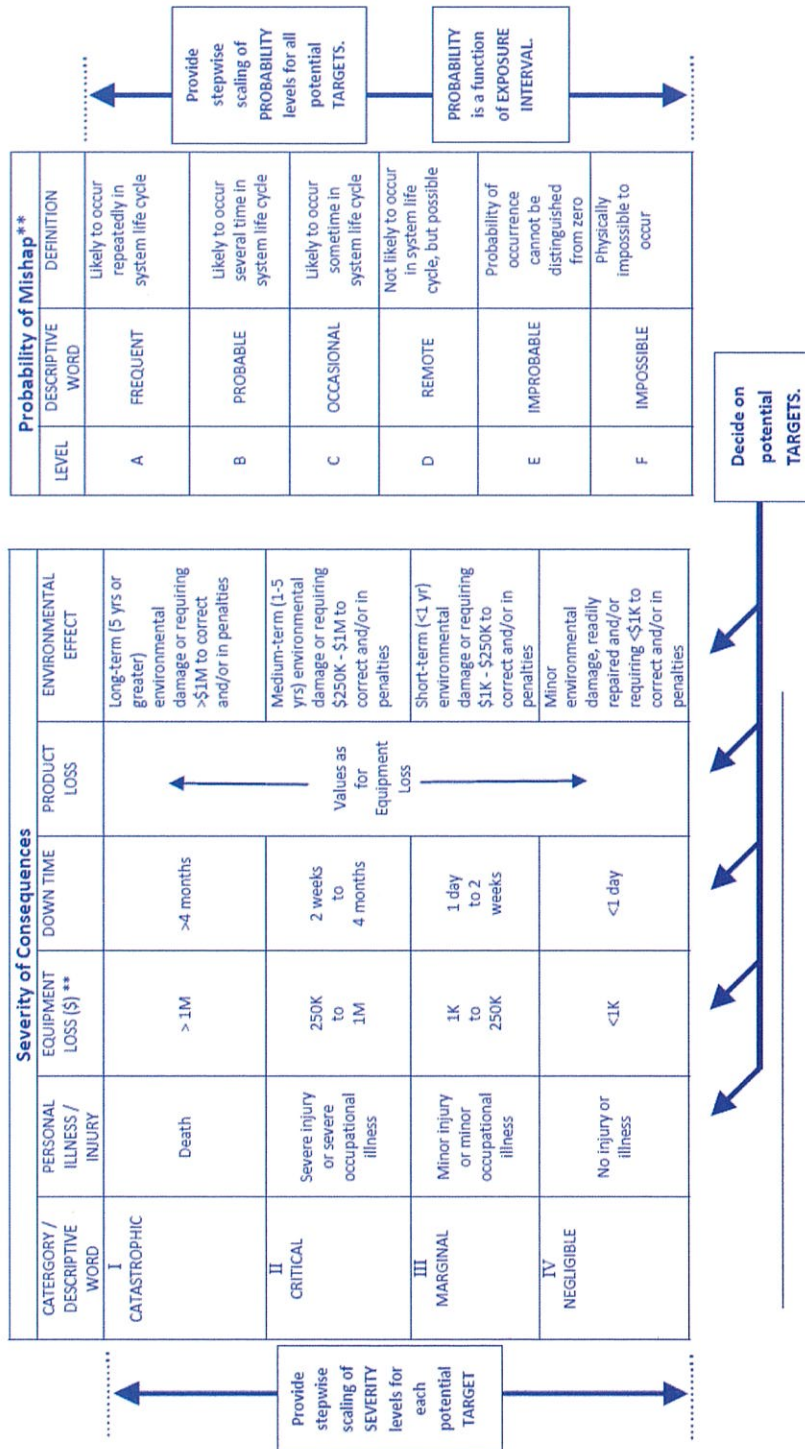 Severity of Consequences
CATERGORY /
DESCRIPTIVE
WORD
PERSONAL
ILLNESS /
INJURY
EQUIPMENT
LOSS ($) **
DOWN TIME
PRODUCT
LOSS
ENVIRONMENTAL
EFFECT
I
CATASTROPHIC
Death
> 1M
>4 months
Long-term (5 yrs or
greater)
environmental
damage or requiring
>$1M to correct
and/or in penalties
II
CRITICAL
Severe injury
or severe
occupational
illness
250K
to
1M
2 weeks
to
4 months
Values as
for
Equipment
Loss
Medium-term (1-5
yrs) environmental
damage or requiring
$250K - $1M to
correct and/or in
penalties
III
MARGINAL
Minor injury
or minor
occupational
illness
1K
to
250K
1 day
to 2
weeks
Short-term (<1 yr)
environmental
damage or requiring
$1K - $250K to
correct and/or in
penalties
IV
NEGLIGIBLE
No injury or
illness
<1K
<1 day
Minor
environmental
damage, readily
repaired and/or
requiring <$1K to
correct and/or in
penalties
Provide
stepwise
scaling of
SEVERITY
levels for
each
potential
TARGET
Probability of Mishap**
LEVEL
DESCRIPTIVE
WORD
DEFINITION
A
FREQUENT
Likely to occur
repeatedly in
system life cycle
B
PROBABLE
Likely to occur
several time in
system life cycle
C
OCCASIONAL
Likely to occur
sometime in
system life cycle
D
REMOTE
Not likely to occur
in system life
cycle, but possible
E
IMPROBABLE
Probability of
occurrence
cannot be
distinguished
from zero
F
IMPOSSIBLE
Physically
impossible to
occur
Provide
stepwise
scaling of
PROBABILITY
levels for all
potential
TARGETS.
PROBABILITY
is a function
of EXPOSURE
INTERVAL.
Decide on
potential
TARGETS.